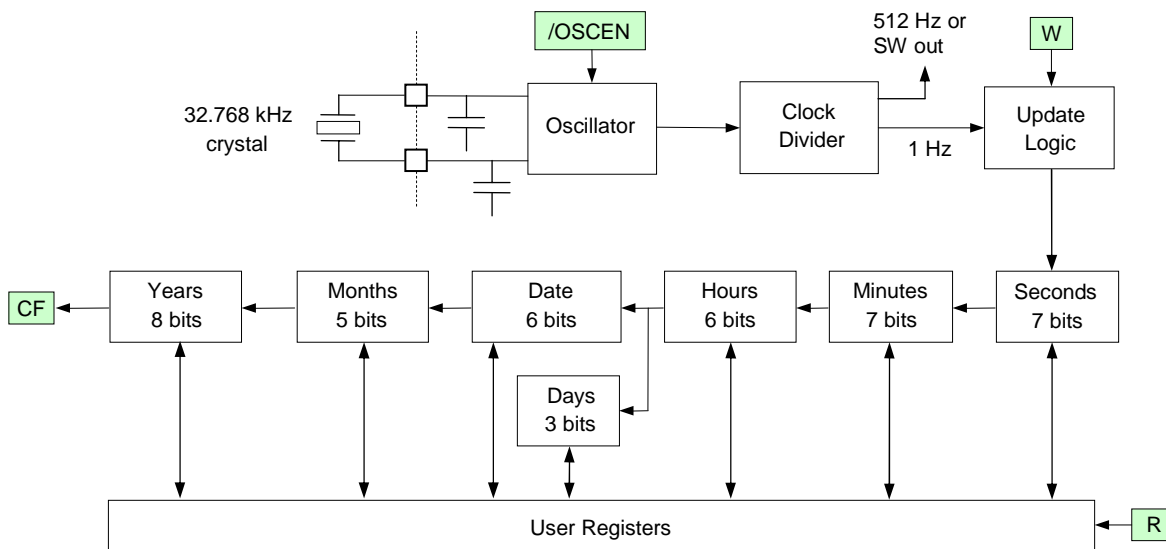 /OSCEN
512 Hz or
SW out
W
32.768 kHz
crystal
Oscillator
Clock
Divider
1 Hz
Update
Logic
CF
Years
8 bits
Months
5 bits
Date
6 bits
Hours
6 bits
Minutes
7 bits
Seconds
7 bits
Days
3 bits
User Registers
R